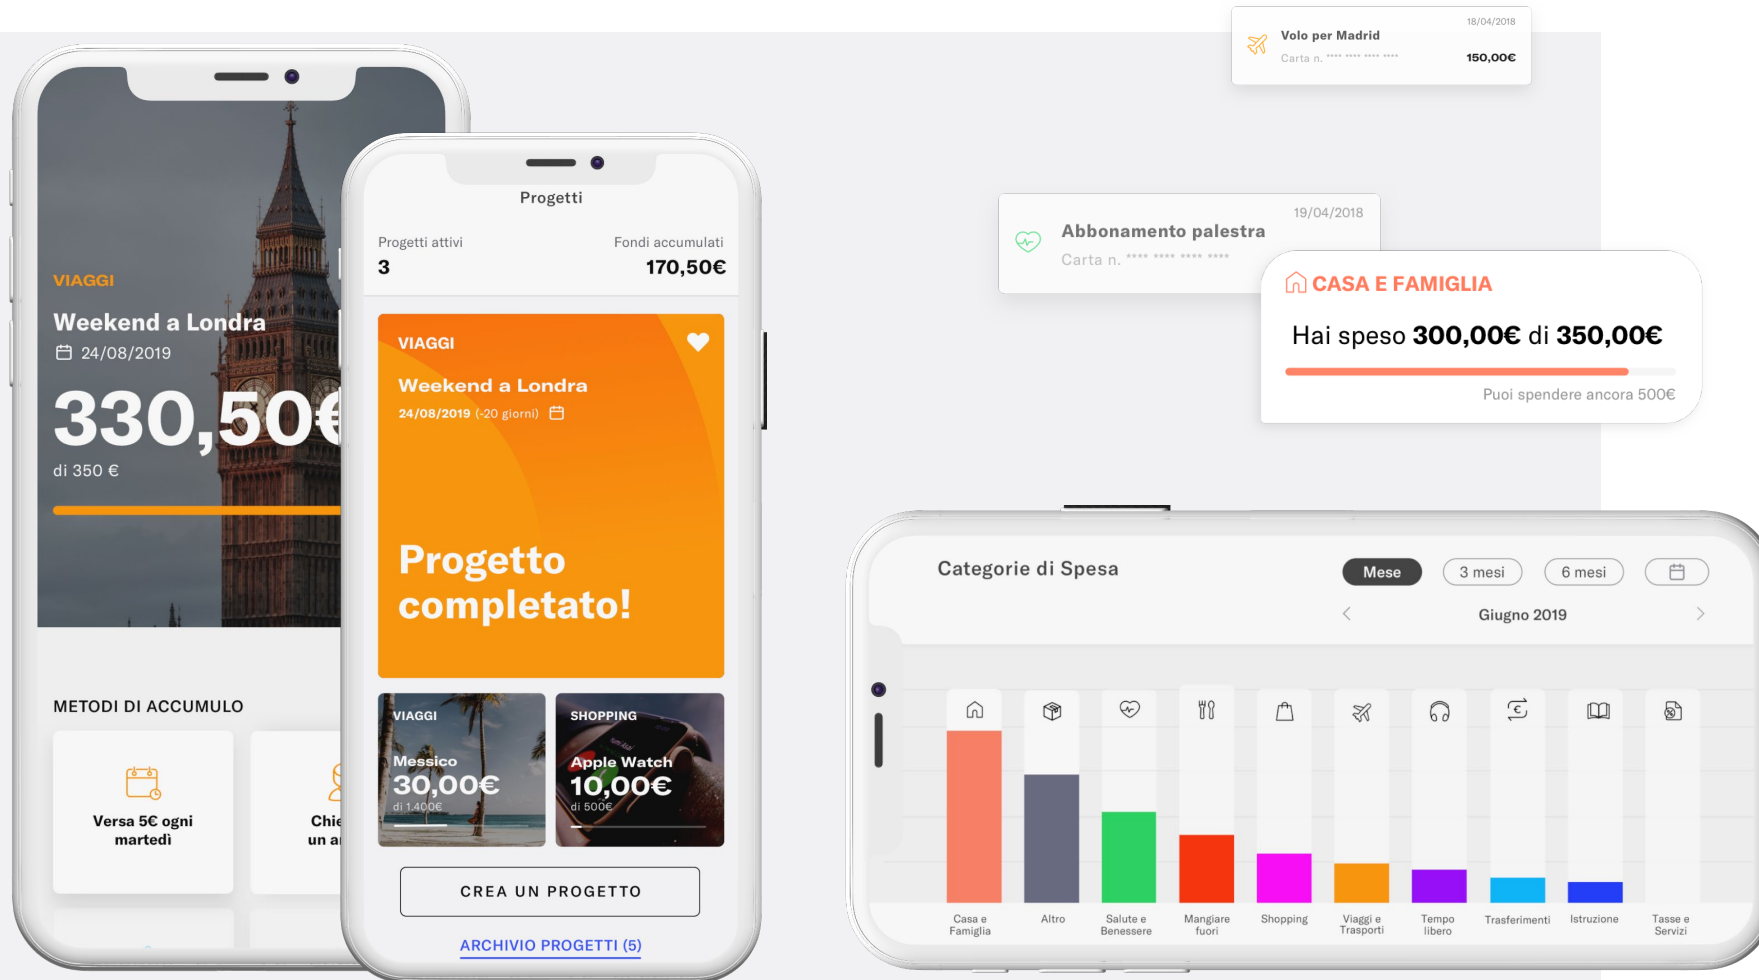 VIAGGI
Weekend a Londra
24/08/2019
330,50€
di 350 €
METODI DI ACCUMULO
Versa 5€ ogni
martedì
Progetti
Progetti attivi
Fondi accumulati
3
170,50€
VIAGGI
Weekend a Londra
24/08/2019 (-20 giorni)
Progetto
completato!
VIAGGI
Messico
30,00€
di 1.400€
SHOPPING
Apple Watch
10,00€
di 500€
CREA UN PROGETTO
ARCHIVIO PROGETTI (5)
18/04/2018
Volo per Madrid
Carta n. **** **** **** ****
150,00€
19/04/2018
Abbonamento palestra
Carta n. **** **** **** ****
CASA E FAMIGLIA
Hai speso 300,00€ di 350,00€
Puoi spendere ancora 500€
Categorie di Spesa
Mese
3 mesi
6 mesi
Giugno 2019
Casa e
Famiglia
Altro
Salute e
Benessere
Mangiare
fuori
Shopping
Viaggi e
Trasporti
Tempo
libero
Trasferimenti
Istruzione
Tasse e
Servizi